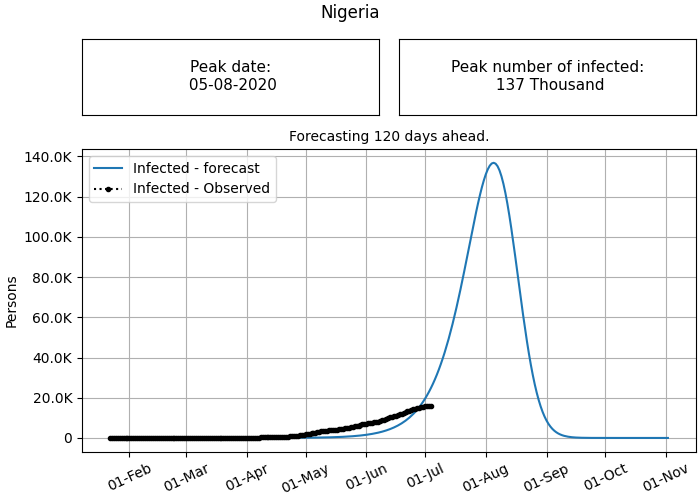 Nigeria
Peak date:
05-08-2020
Peak number of infected:
137 Thousand
Forecasting 120 days ahead.
Infected - forecast
Infected - Observed
140.0K
120.0K
100.0K
80.0K
60.0K
40.0K
20.0K
0
Persons
01-Feb
01-Mar
01-Apr
01-May
01-Jun
01-Jul
01-Aug
01-Sep
01-Oct
01-Nov